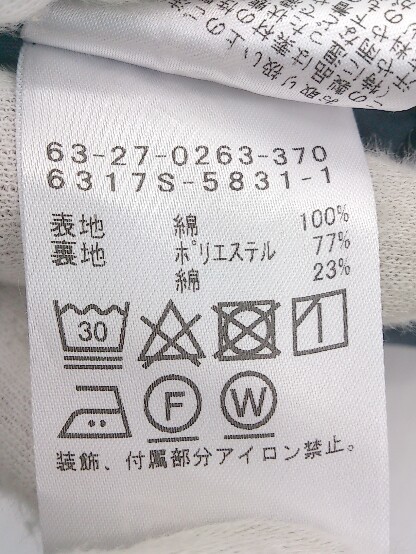 63-27-0263-370
6317S-5831-1
表地 綿 100%
裏地 ポリエステル 77%
綿 23%
30
F W
装飾、付属部分アイロン禁止。